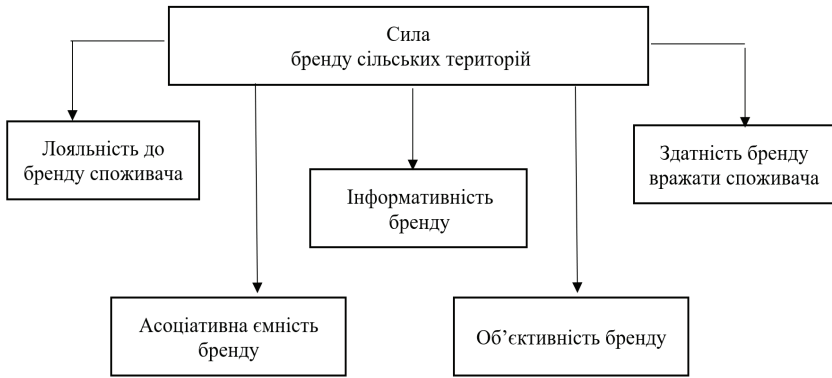 Сила
бренду сільських територій
Лояльність до
бренду споживача
Здатність бренду
вражати споживача
Інформативність
бренду
Асоціативна ємність
бренду
Об’єктивність бренду